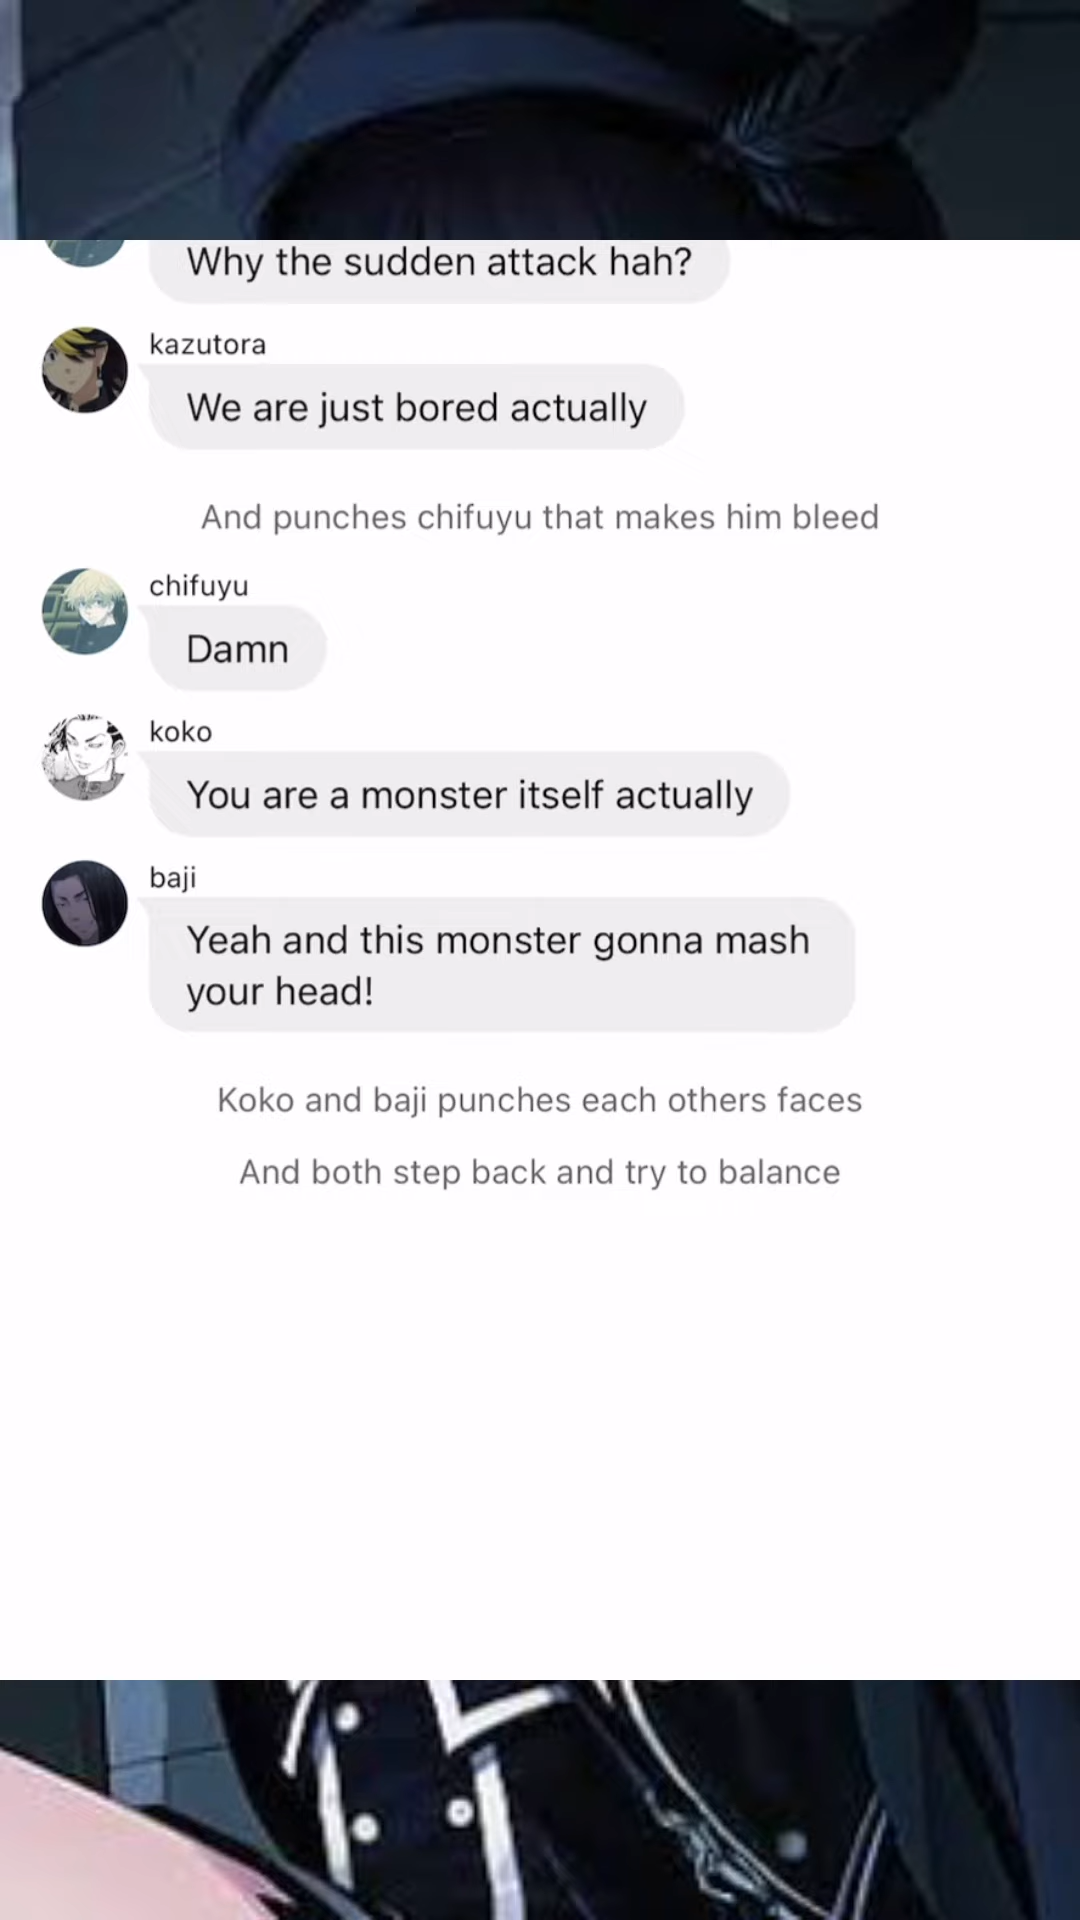 Why the sudden attack hah?
kazutora
We are just bored actually
And punches chifuyu that makes him bleed
chifuyu
Damn
koko
You are a monster itself actually
baji
Yeah and this monster gonna mash
your head!
Koko and baji punches each others faces
And both step back and try to balance